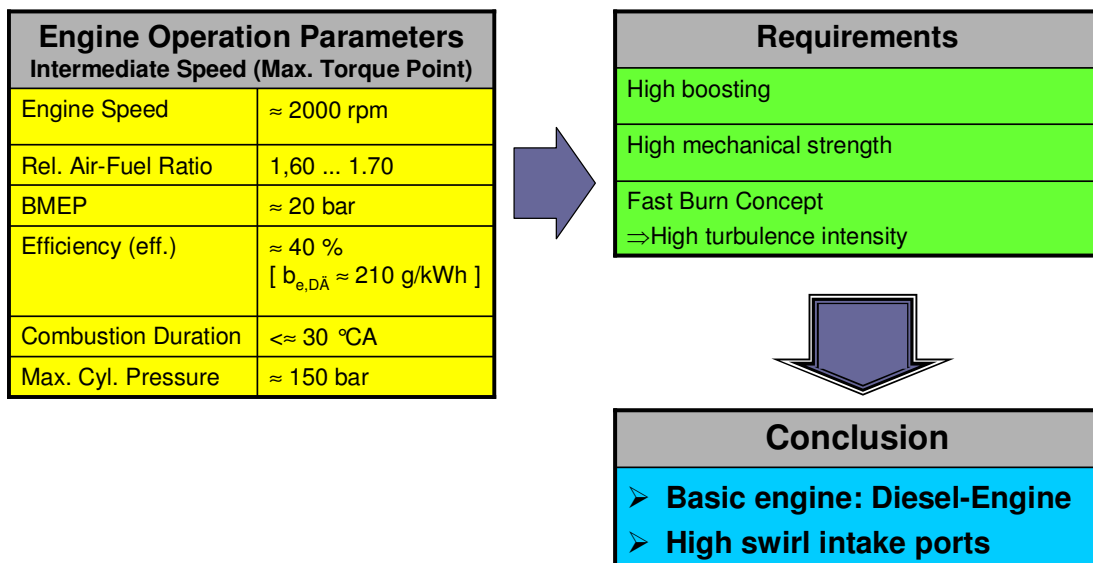 Engine Operation Parameters
Intermediate Speed (Max. Torque Point)
Engine Speed ≈ 2000 rpm
Rel. Air-Fuel Ratio 1,60 ... 1.70
BMEP ≈ 20 bar
Efficiency (eff.) ≈ 40 %
[ be,DÄ ≈ 210 g/kWh ]
Combustion Duration <≈ 30 °CA
Max. Cyl. Pressure ≈ 150 bar
Requirements
High boosting
High mechanical strength
Fast Burn Concept
⇒High turbulence intensity
Conclusion
➢ Basic engine: Diesel-Engine
➢ High swirl intake ports